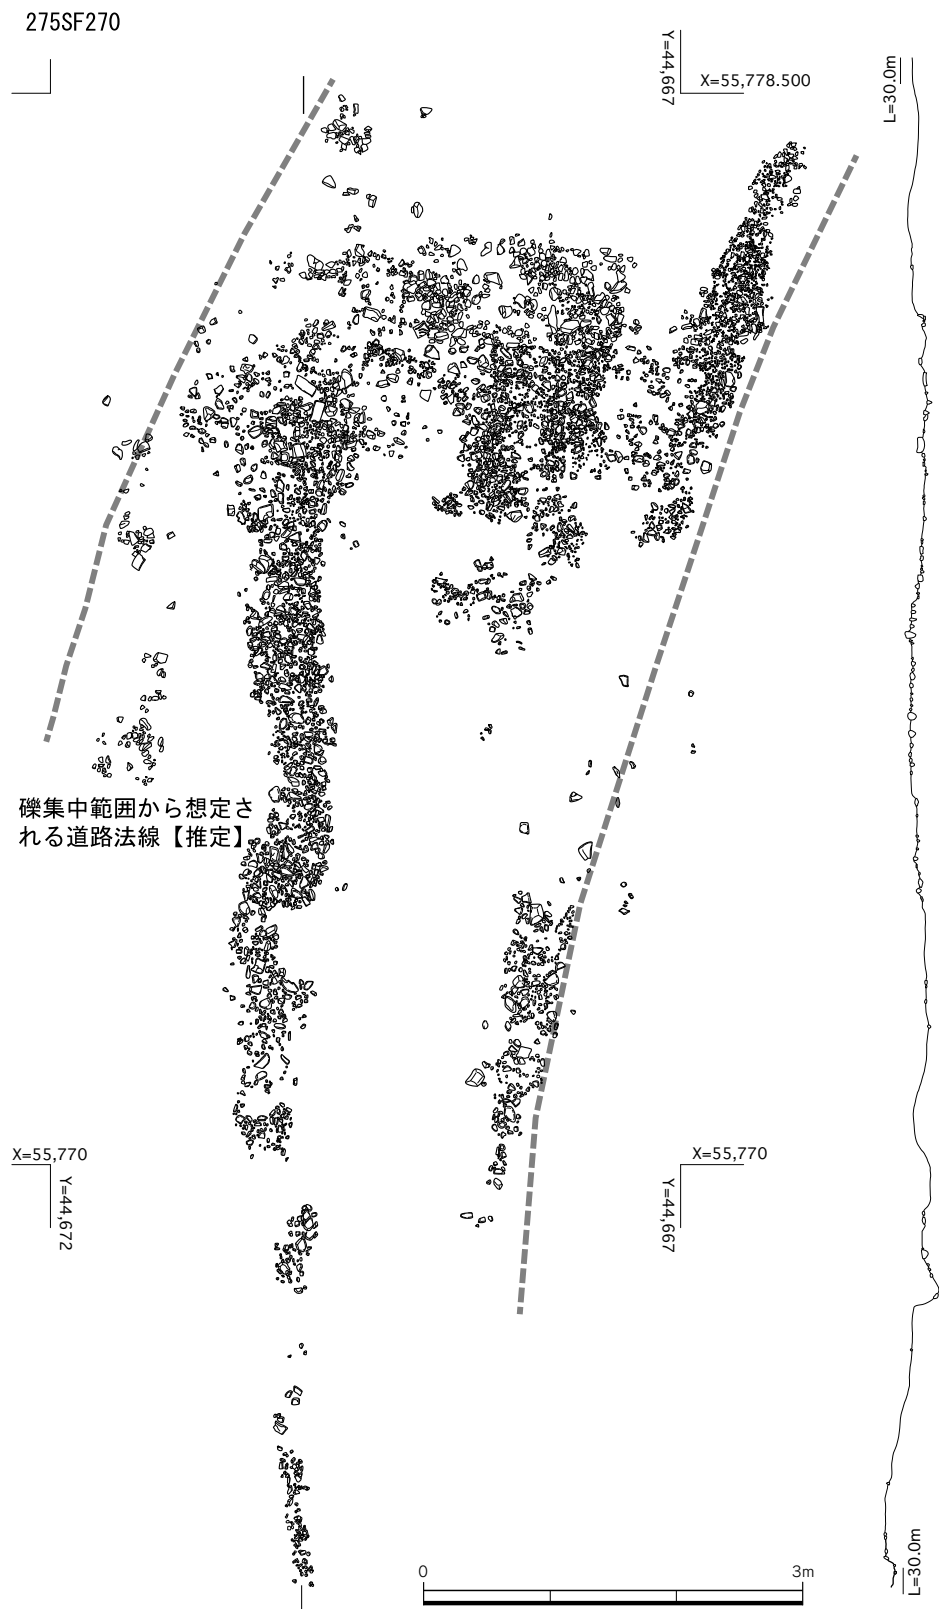 275SF270
Y=44,667
X=55,778.500
L=30.0m
礫集中範囲から想定さ
れる道路法線【推定】
X=55,770
Y=44,672
X=55,770
Y=44,667
L=30.0m
0
3m